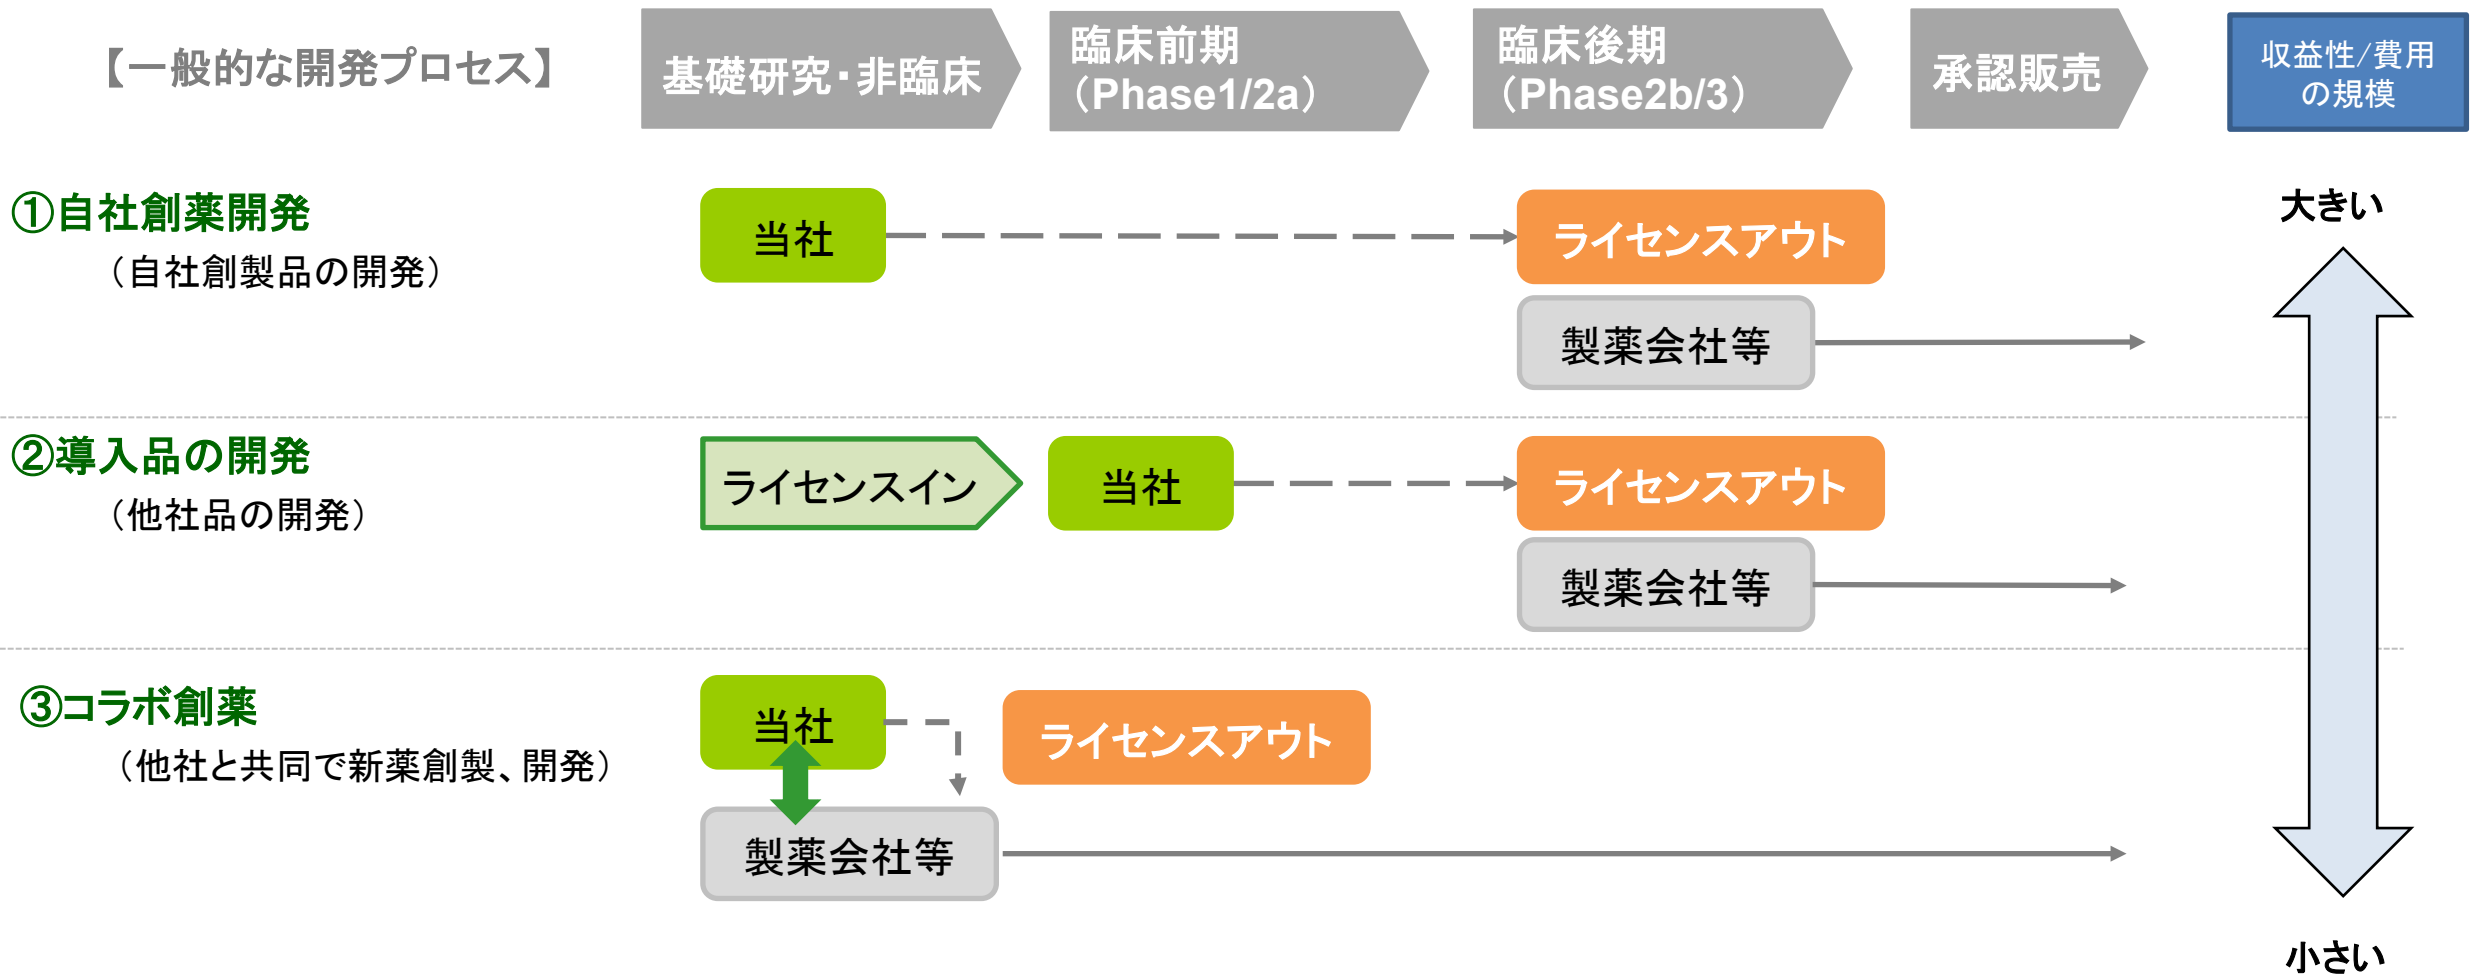 【一般的な開発プロセス】
基礎研究・非臨床
臨床前期
（Phase1/2a）
臨床後期
（Phase2b/3）
承認販売
収益性/費用
の規模
①自社創薬開発
（自社創製品の開発）
当社
ライセンスアウト
製薬会社等
大きい
②導入品の開発
（他社品の開発）
ライセンスイン
当社
ライセンスアウト
製薬会社等
③コラボ創薬
（他社と共同で新薬創製、開発）
当社
ライセンスアウト
製薬会社等
小さい